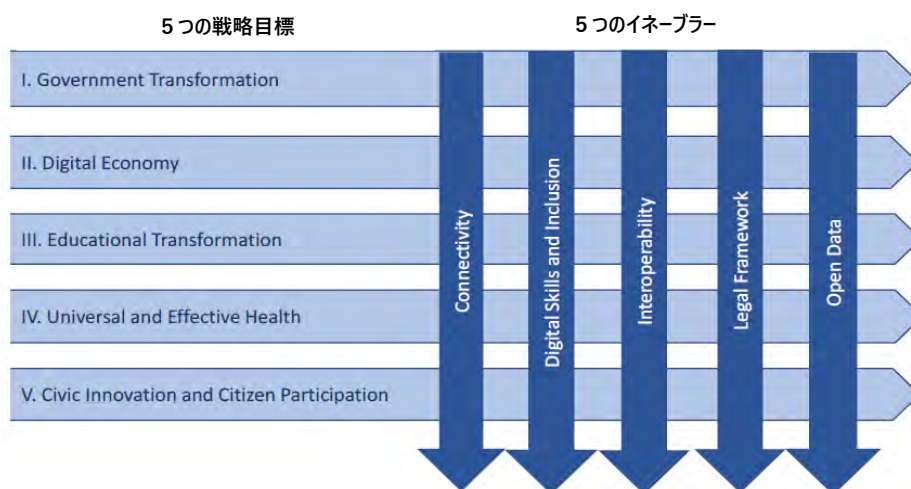 5つの戦略目標
5つのイネーブラー
I. Government Transformation
II. Digital Economy
III. Educational Transformation
IV. Universal and Effective Health
V. Civic Innovation and Citizen Participation
Connectivity
Digital Skills and Inclusion
Interoperability
Legal Framework
Open Data